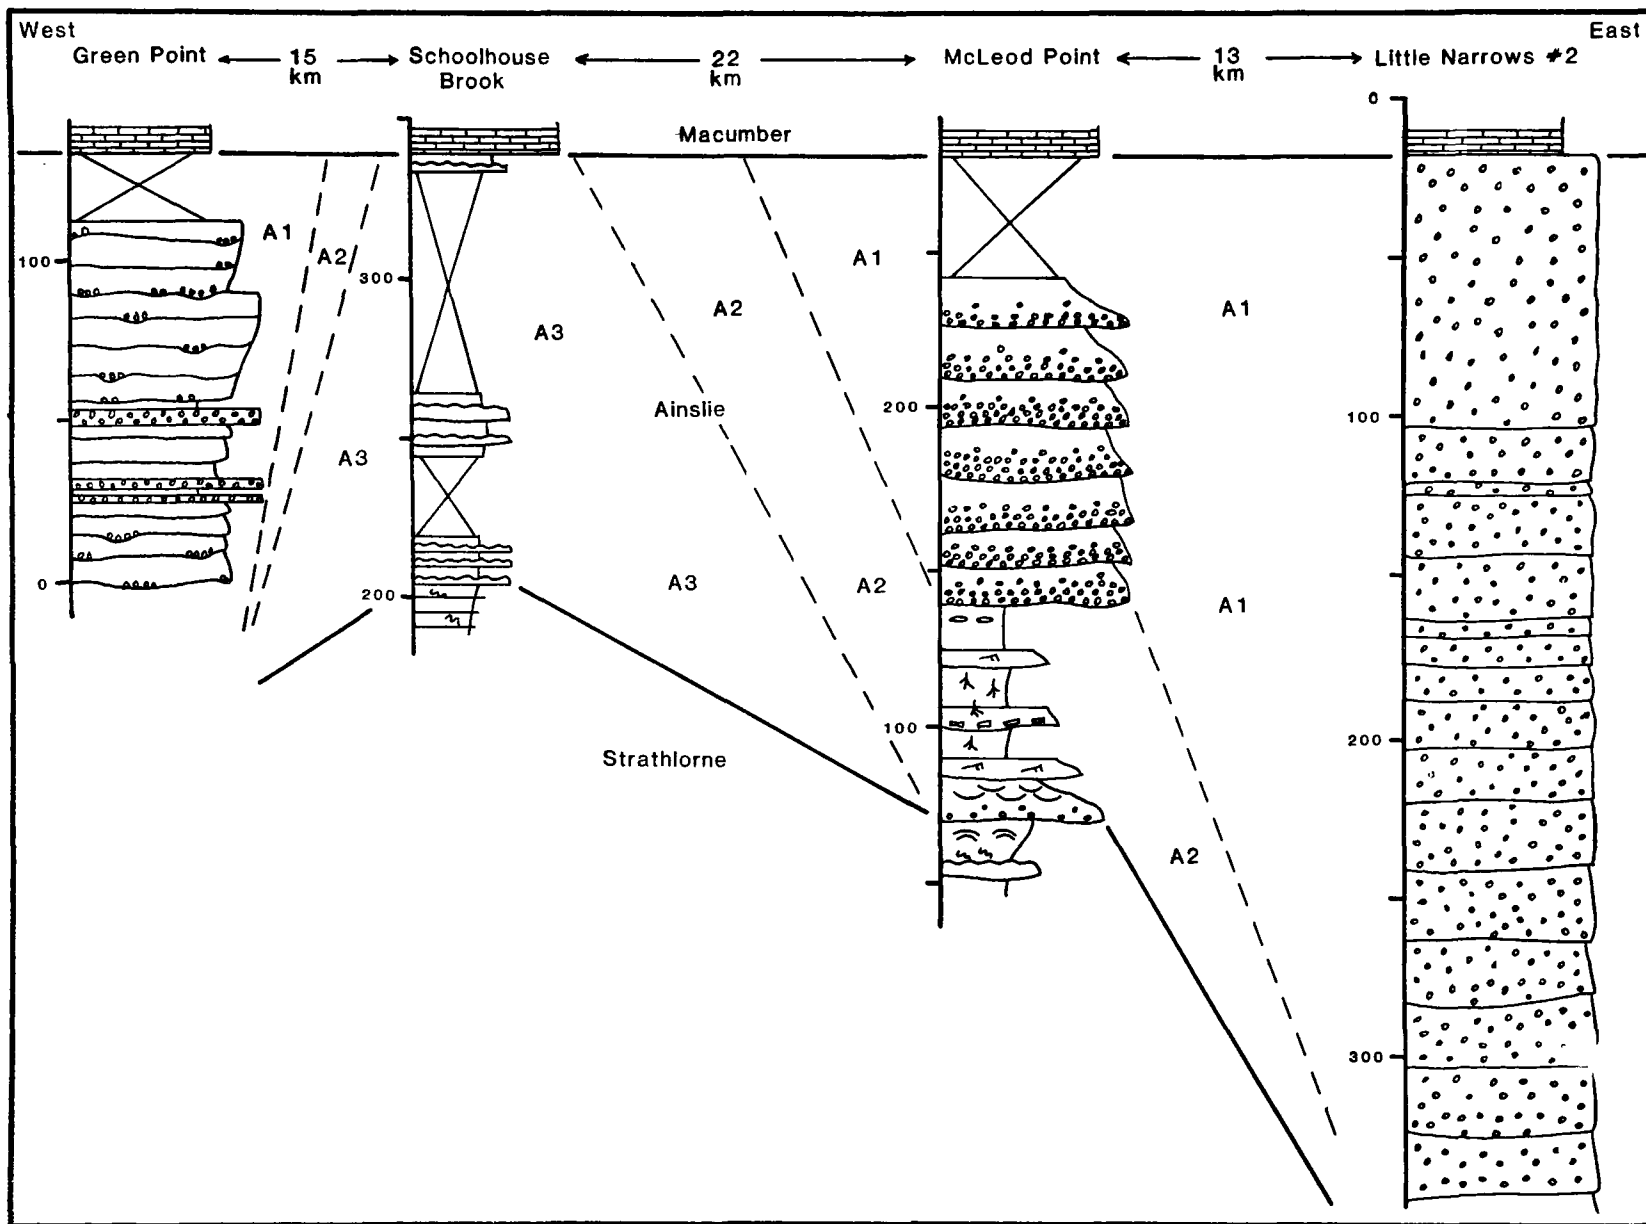 West
East
Green Point
15
km
Schoolhouse
Brook
22
km
McLeod Point
13
km
Little Narrows #2
0
Macumber
A1
A2
A3
100
0
300
A3
200
A2
A1
Ainslie
A3
A2
Strathlorne
200
100
A1
A1
A2
100
200
300